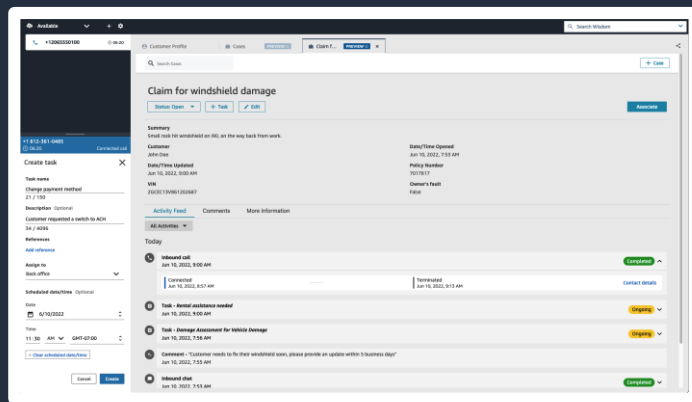 Available
Search Wisdom
+12065550100
06:20
Customer Profile
Cases
PREVIEW
Claim f...
PREVIEW
Search Cases
+ Case
Claim for windshield damage
Status: Open
+ Task
Edit
Associate
Summary
Small rock hit windshield on I90, on the way back from work.
Customer
John Doe
Date/Time Opened
Jun 10, 2022, 7:53 AM
Date/Time Updated
Jun 10, 2022, 9:00 AM
Policy Number
7017817
VIN
Owner's fault
False
+1 812-361-0485
06:20
Connected call
Create task
Task name
Change payment method
21 / 150
Description Optional
Customer requested a switch to ACH
34 / 4096
References
Add reference
Assign to
Back office
Scheduled date/time Optional
Date
6/10/2022
Time
11:30 AM GMT-07:00
Clear scheduled date/time
Cancel
Create
Activity Feed
Comments
More information
All Activities
Today
Inbound call
Jun 10, 2022, 9:00 AM
Completed
Connected
Jun 10, 2022, 8:57 AM
Terminated
Jun 10, 2022, 9:13 AM
Contact details
Task - Rental assistance needed
Jun 10, 2022, 9:00 AM
Ongoing
Task - Damage Assessment for Vehicle Damage
Jun 10, 2022, 7:56 AM
Ongoing
Comment - "Customer needs to fix their windshield soon, please provide an update within 5 business days"
Jun 10, 2022, 7:55 AM
Inbound chat
Jun 10, 2022, 7:53 AM
Completed